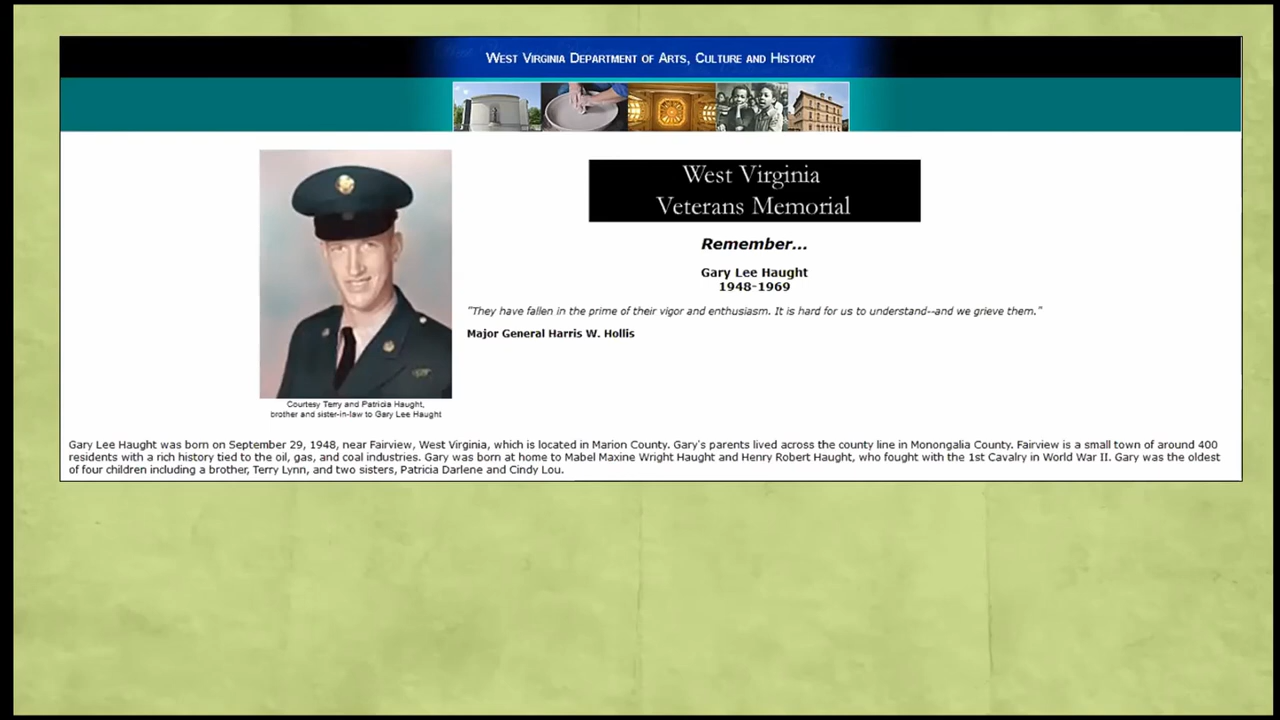 West Virginia Department of Arts, Culture and History
West Virginia
Veterans Memorial
Remember...
Gary Lee Haught
1948-1969
"They have fallen in the prime of their vigor and enthusiasm. It is hard for us to understand--and we grieve them."
Major General Harris W. Hollis
Courtesy Terry and Patricia Haught,
brother and sister-in-law to Gary Lee Haught
Gary Lee Haught was born on September 29, 1948, near Fairview, West Virginia, which is located in Marion County. Gary's parents lived across the county line in Monongalia County. Fairview is a small town of around 400
residents with a rich history tied to the oil, gas, and coal industries. Gary was born at home to Mabel Maxine Wright Haught and Henry Robert Haught, who fought with the 1st Cavalry in World War II. Gary was the oldest
of four children including a brother, Terry Lynn, and two sisters, Patricia Darlene and Cindy Lou.